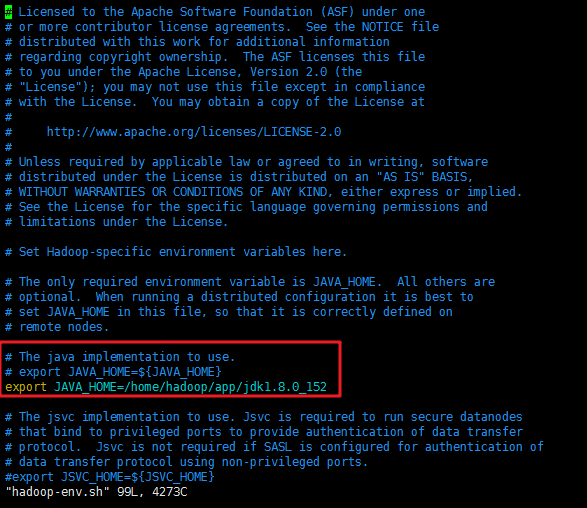 # Licensed to the Apache Software Foundation (ASF) under one
# or more contributor license agreements.  See the NOTICE file
# distributed with this work for additional information
# regarding copyright ownership.  The ASF licenses this file
# to you under the Apache License, Version 2.0 (the
# "License"); you may not use this file except in compliance
# with the License.  You may obtain a copy of the License at
#
#     http://www.apache.org/licenses/LICENSE-2.0
#
# Unless required by applicable law or agreed to in writing, software
# distributed under the License is distributed on an "AS IS" BASIS,
# WITHOUT WARRANTIES OR CONDITIONS OF ANY KIND, either express or implied.
# See the License for the specific language governing permissions and
# limitations under the License.

# Set Hadoop-specific environment variables here.

# The only required environment variable is JAVA_HOME.  All others are
# optional.  When running a distributed configuration it is best to
# set JAVA_HOME in this file, so that it is correctly defined on
# remote nodes.

# The java implementation to use.
# export JAVA_HOME=${JAVA_HOME}
export JAVA_HOME=/home/hadoop/app/jdk1.8.0_152

# The jsvc implementation to use. Jsvc is required to run secure datanodes
# that bind to privileged ports to provide authentication of data transfer
# protocol.  Jsvc is not required if SASL is configured for authentication of
# data transfer protocol using non-privileged ports.
#export JSVC_HOME=${JSVC_HOME}
"hadoop-env.sh" 99L, 4273C